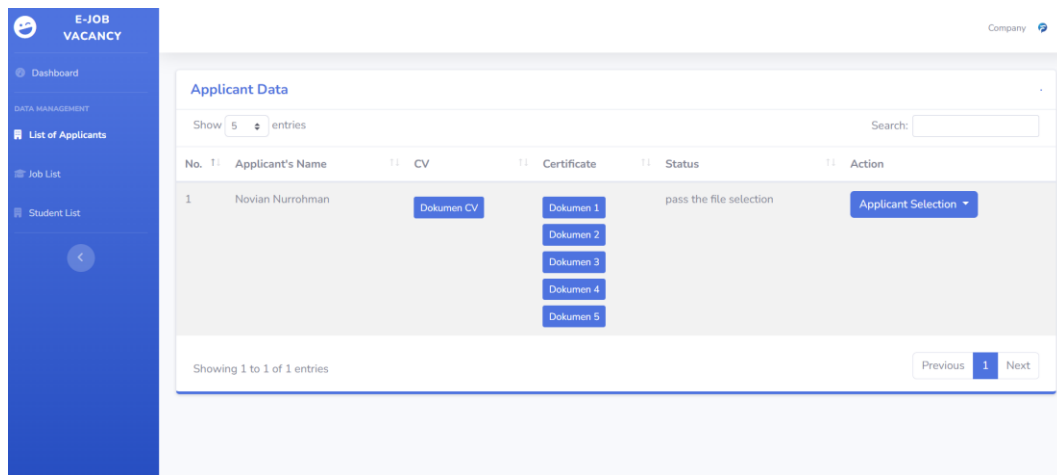 E-JOB
VACANCY
Company
Dashboard
DATA MANAGEMENT
List of Applicants
Job List
Student List
Applicant Data
Show 5 entries
Search:
No. Applicant's Name CV Certificate Status Action
1 Novian Nurrohman Dokumen CV Dokumen 1 pass the file selection Applicant Selection
Dokumen 2
Dokumen 3
Dokumen 4
Dokumen 5
Showing 1 to 1 of 1 entries
Previous 1 Next